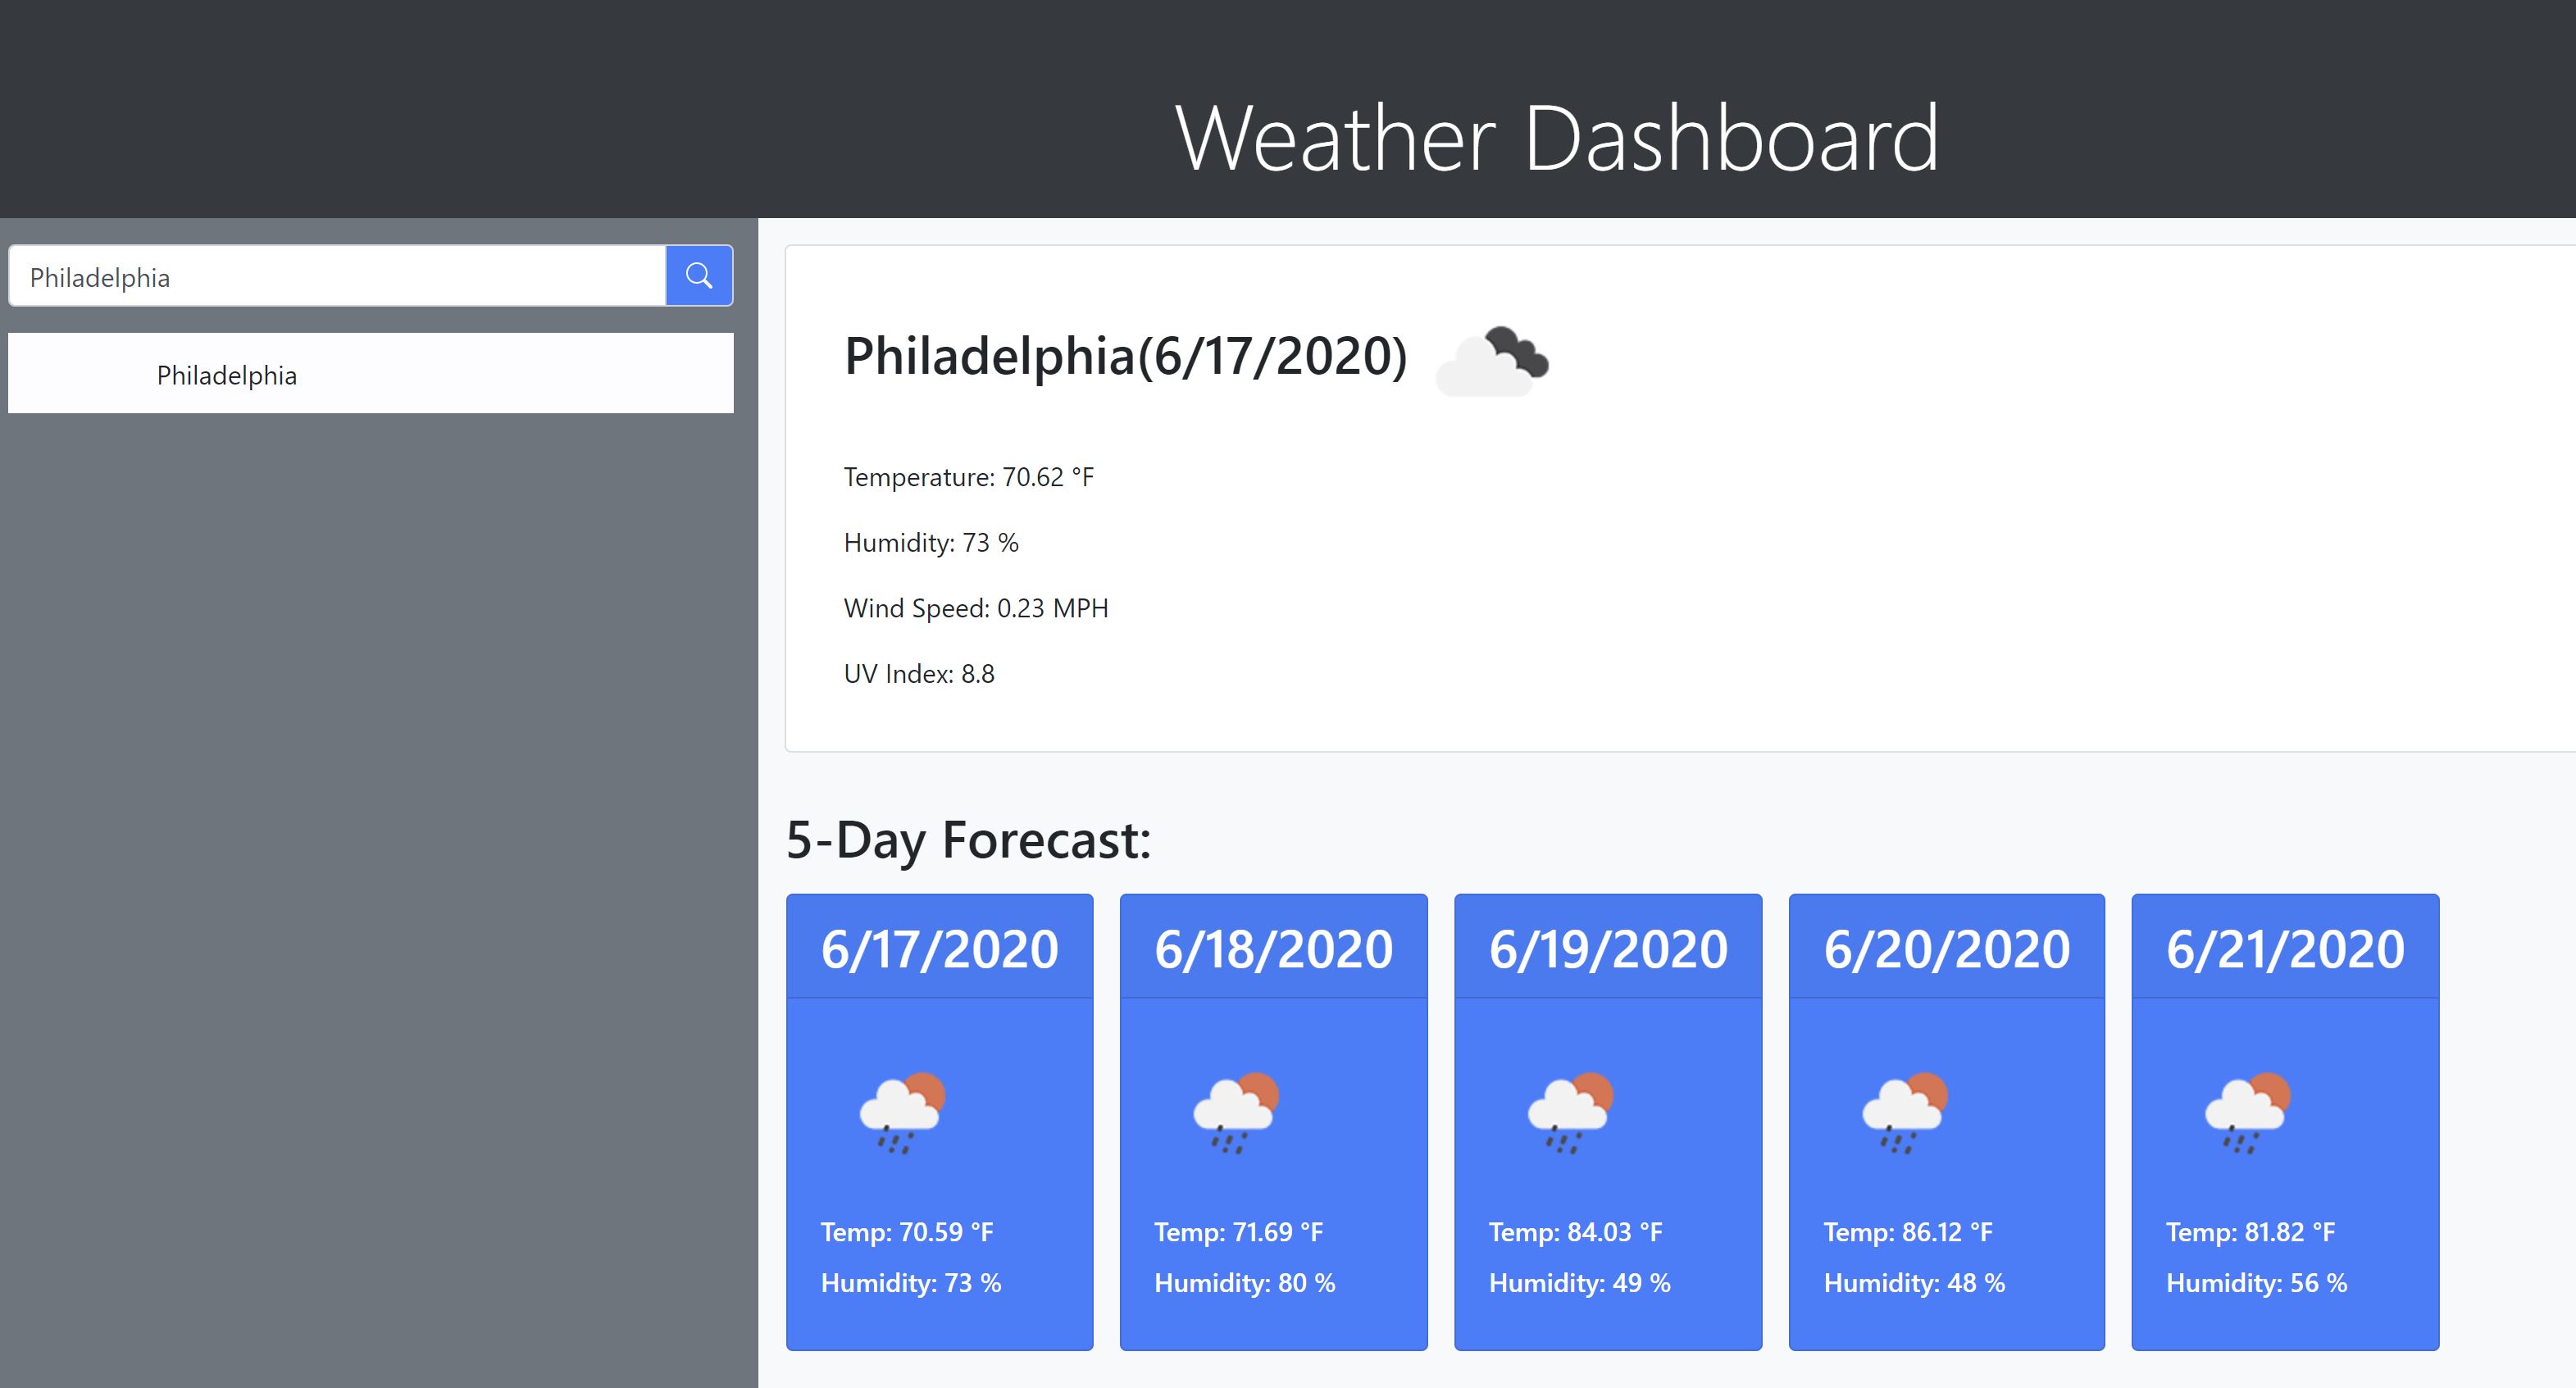 Weather Dashboard
Philadelphia
Philadelphia
Philadelphia(6/17/2020)
Temperature: 70.62 °F
Humidity: 73 %
Wind Speed: 0.23 MPH
UV Index: 8.8
5-Day Forecast:
6/17/2020
Temp: 70.59 °F
Humidity: 73 %
6/18/2020
Temp: 71.69 °F
Humidity: 80 %
6/19/2020
Temp: 84.03 °F
Humidity: 49 %
6/20/2020
Temp: 86.12 °F
Humidity: 48 %
6/21/2020
Temp: 81.82 °F
Humidity: 56 %